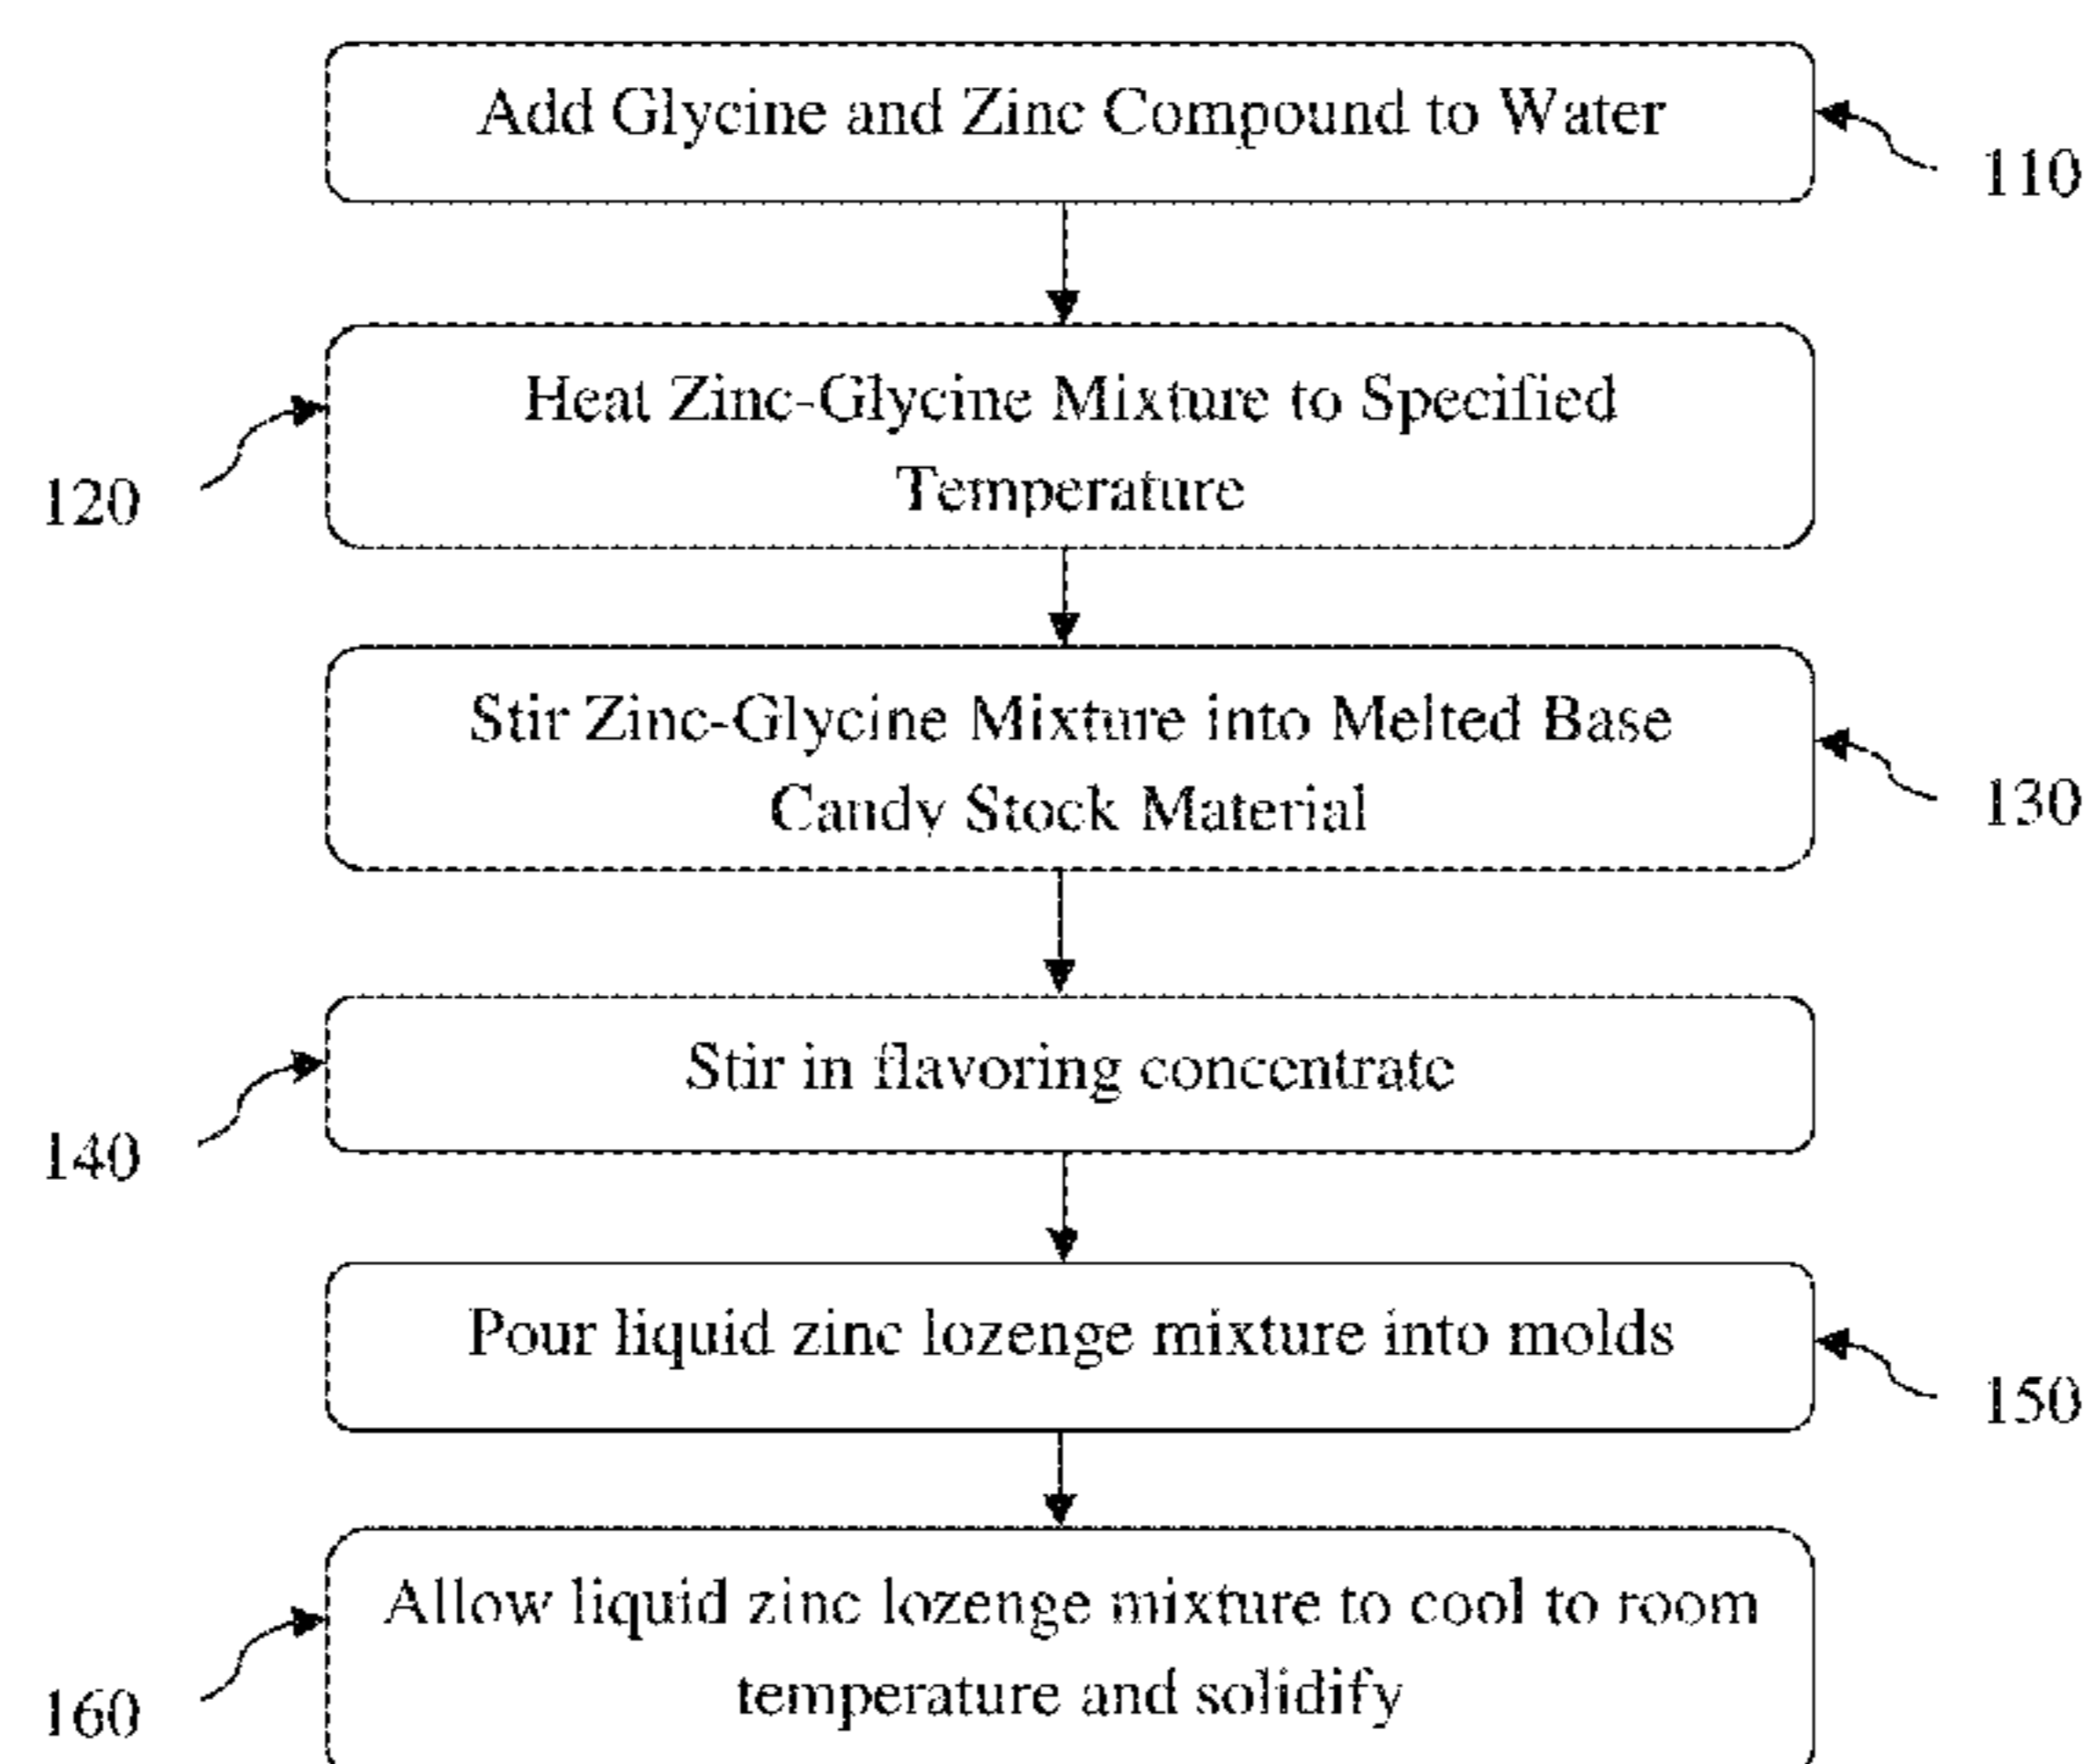 Add Glycine and Zinc Compound to Water
110
Heat Zinc-Glycine Mixture to Specified
Temperature
120
Stir Zinc-Glycine Mixture into Melted Base
Candy Stock Material
130
Stir in flavoring concentrate
140
Pour liquid zinc lozenge mixture into molds
150
Allow liquid zinc lozenge mixture to cool to room
temperature and solidify
160